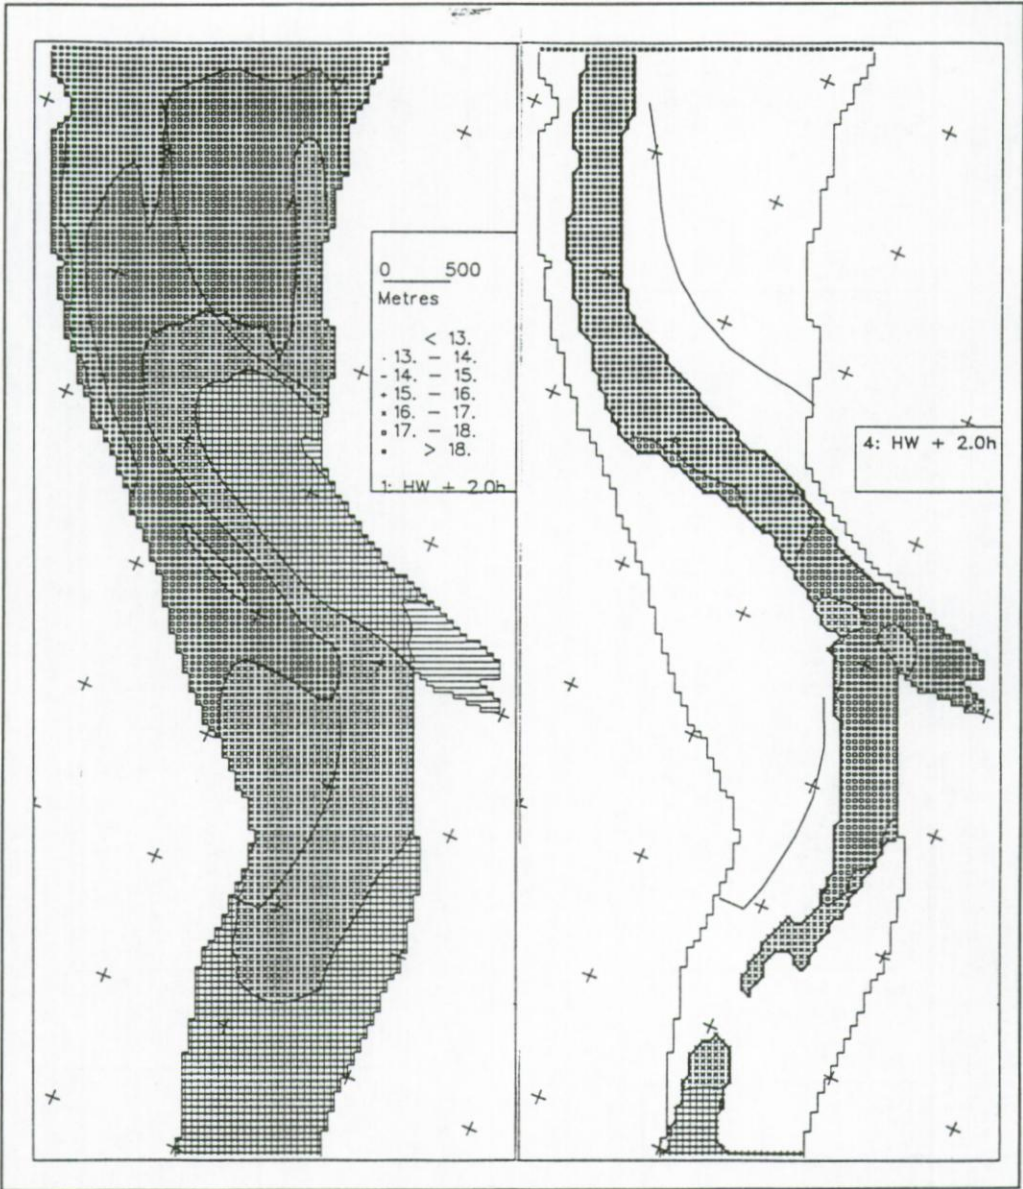 0 500
Metres
< 13.
13. – 14.
14. – 15.
15. – 16.
16. – 17.
17. – 18.
> 18.
1: HW + 2.0h
4: HW + 2.0h